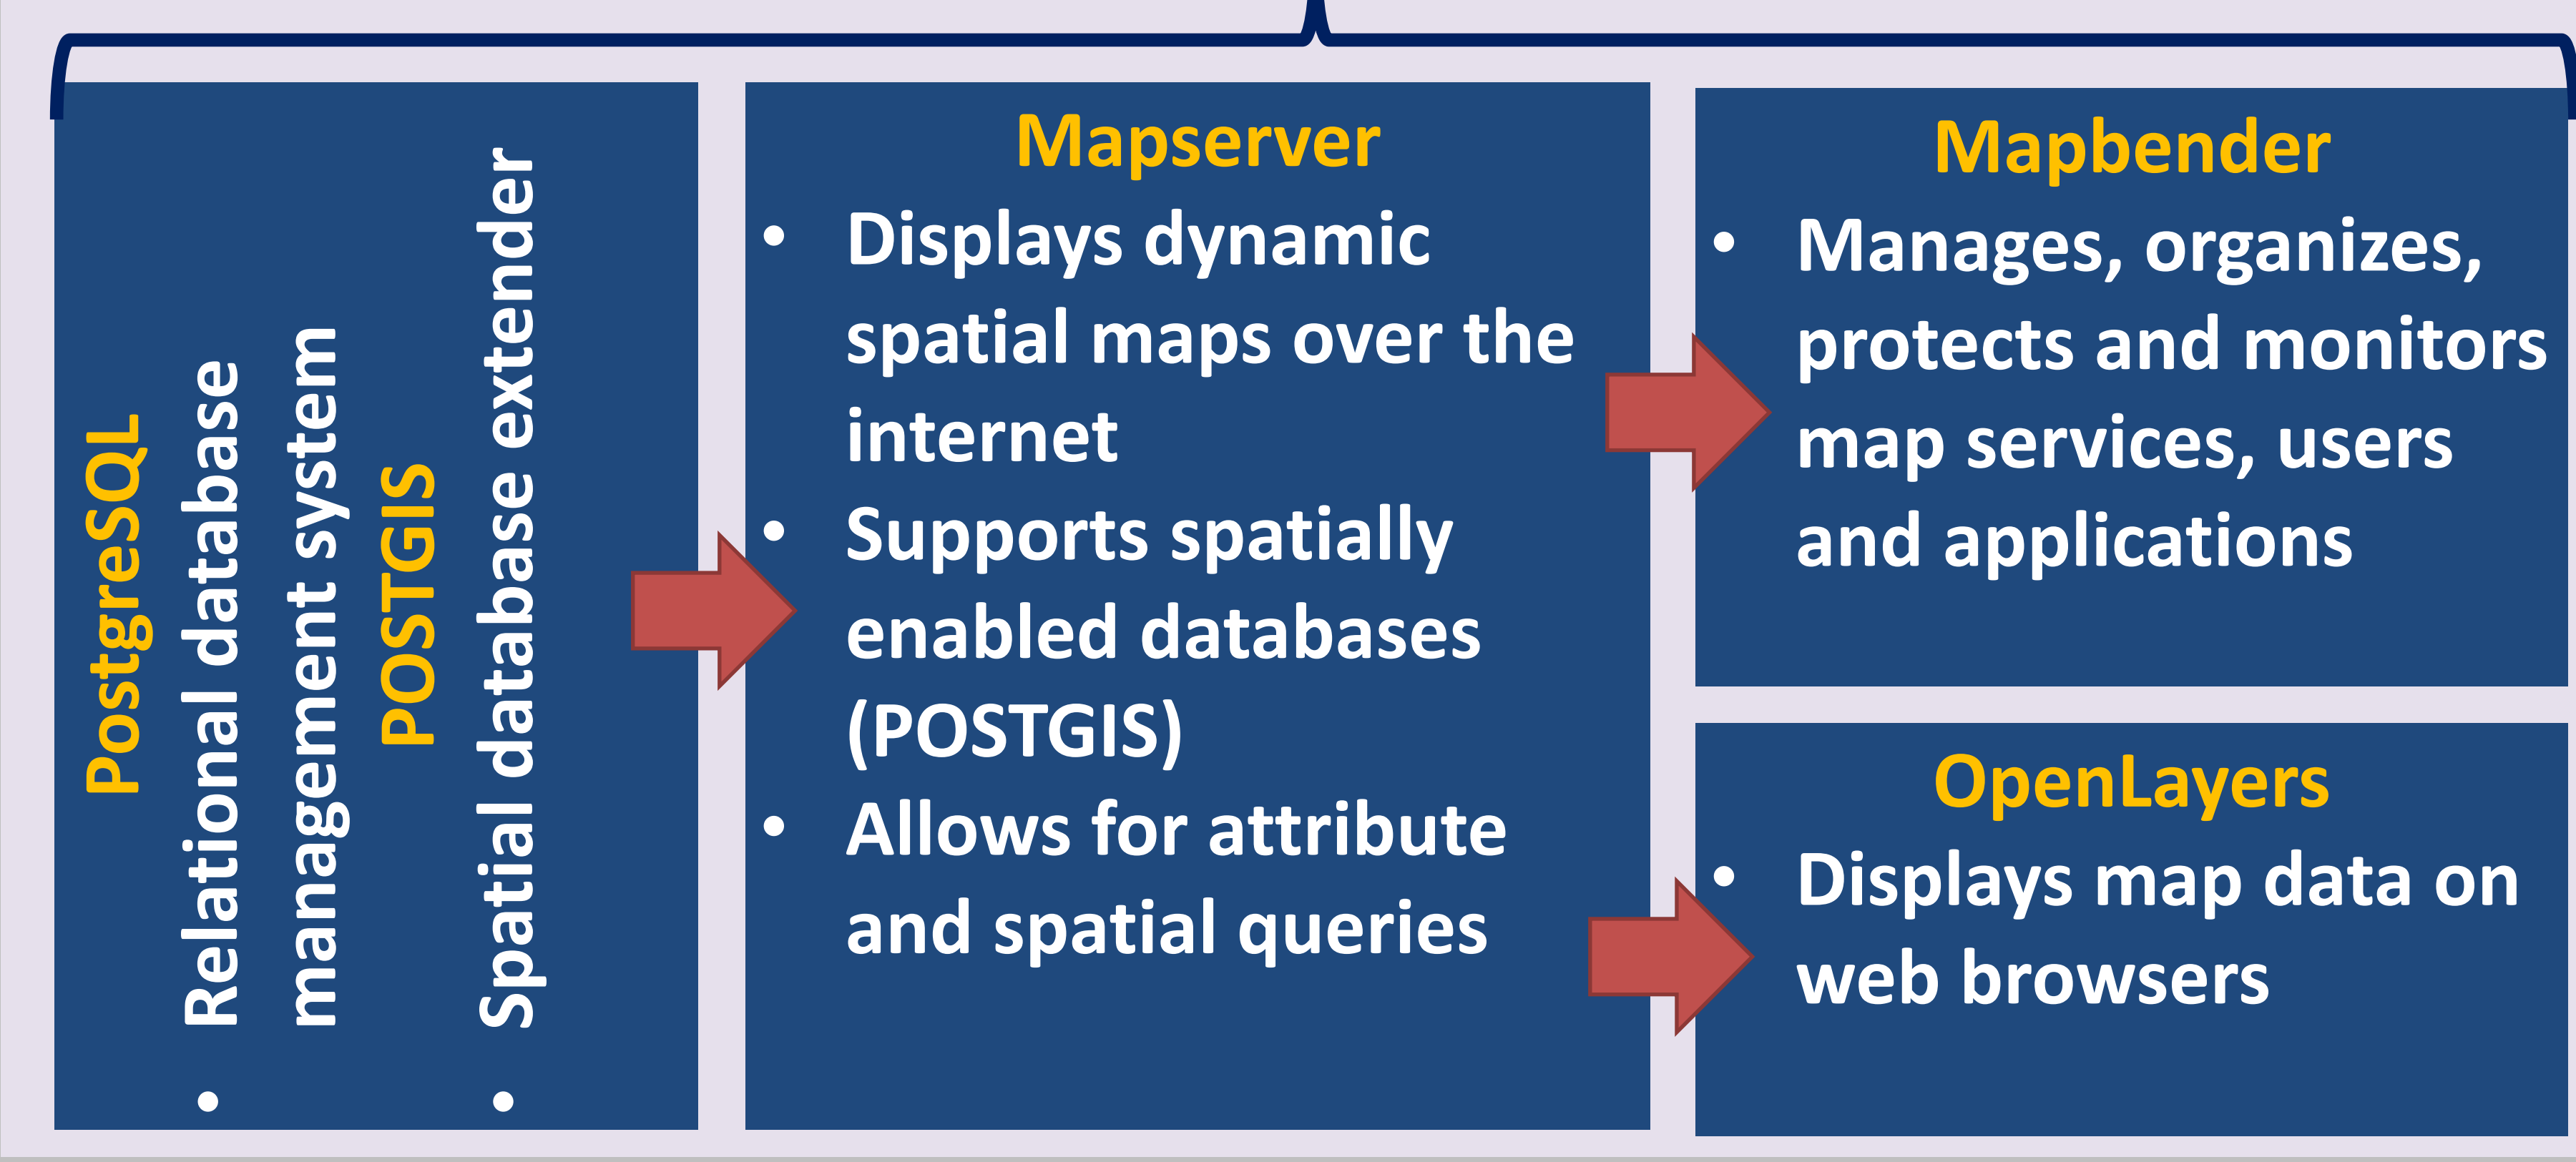 PostgreSQL
• Relational database
management system
POSTGIS
• Spatial database extender
Mapserver
• Displays dynamic
spatial maps over the
internet
• Supports spatially
enabled databases
(POSTGIS)
• Allows for attribute
and spatial queries
Mapbender
• Manages, organizes,
protects and monitors
map services, users
and applications
OpenLayers
• Displays map data on
web browsers